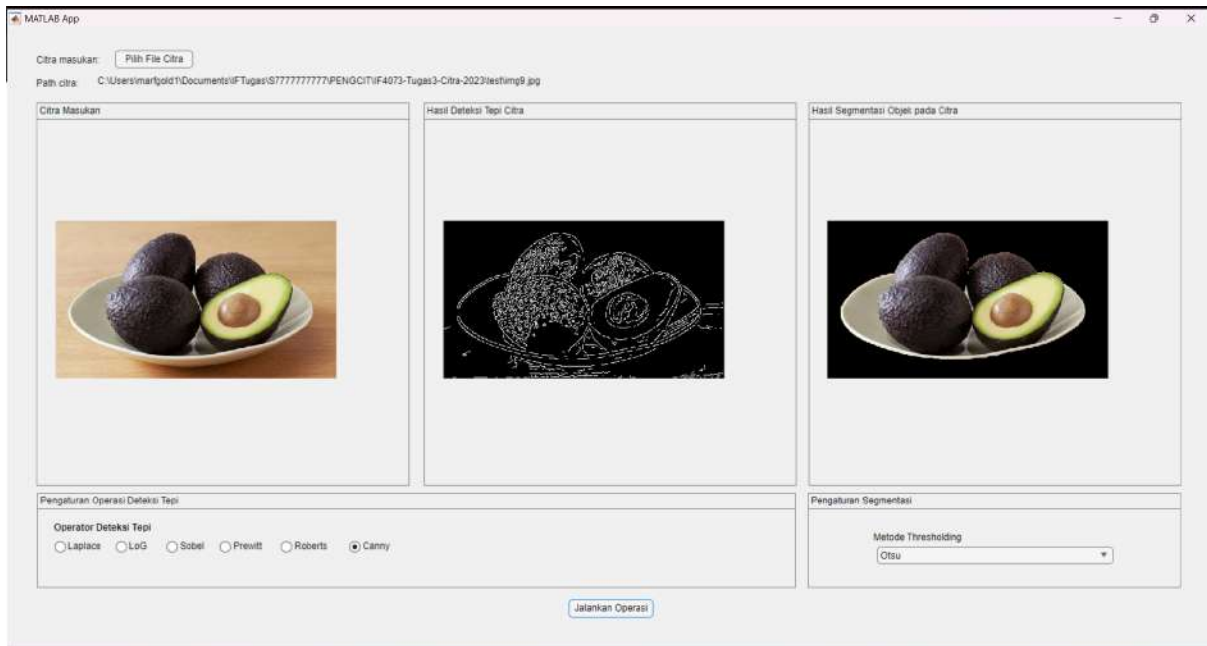 MATLAB App
Citra masukan: Pilih File Citra
Path citra: C:\Users\marfgold1\Documents\IFTugas\S7777777777\PENGCIT\IF4073-Tugas3-Citra-2023\test\img9.jpg
Citra Masukan
Hasil Deteksi Tepi Citra
Hasil Segmentasi Objek pada Citra
Pengaturan Operasi Deteksi Tepi
Operator Deteksi Tepi
Laplace LoG Sobel Prewitt Roberts Canny
Pengaturan Segmentasi
Metode Thresholding
Otsu
Jalankan Operasi